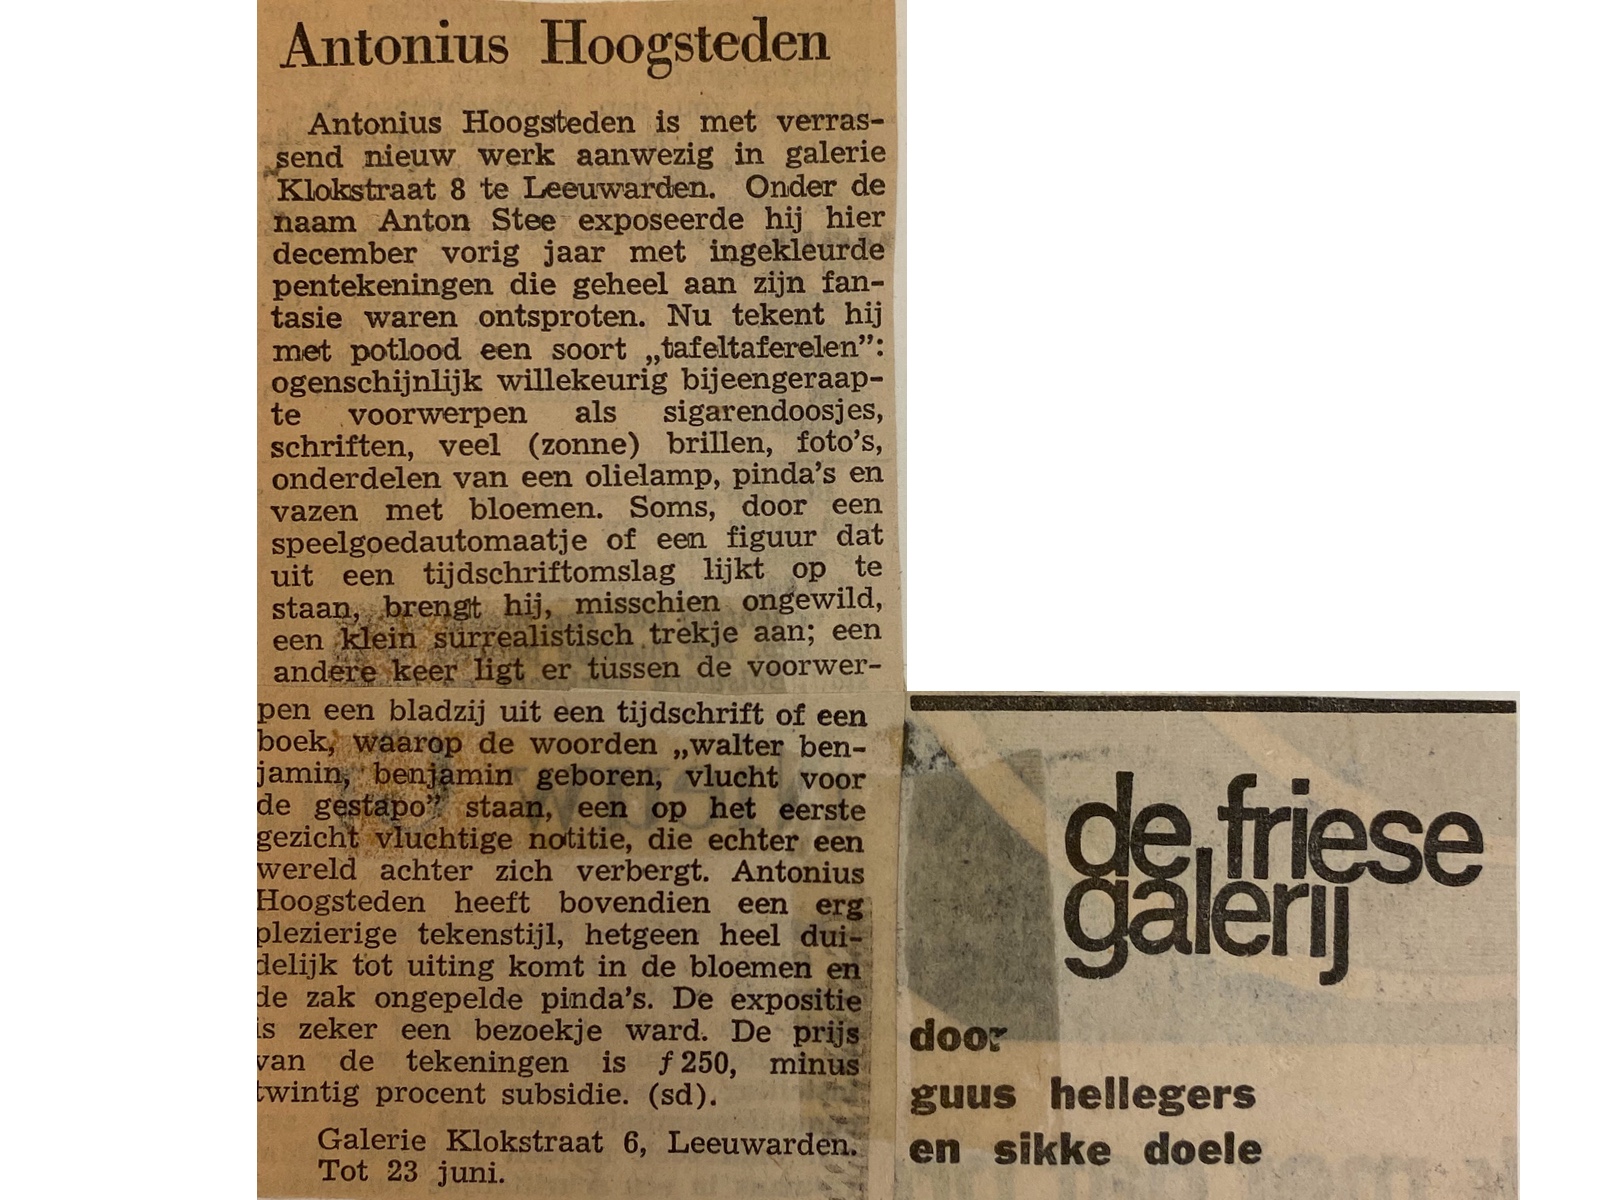 Antonius Hoogsteden
Antonius Hoogsteden is met verras-
send nieuw werk aanwezig in galerie
Klokstraat 8 te Leeuwarden. Onder de
naam Anton Stee exposeerde hij hier
december vorig jaar met ingekleurde
pentekeningen die geheel aan zijn fan-
tasie waren ontsproten. Nu tekent hij
met potlood een soort „tafeltaferelen”:
ogenschijnlijk willekeurig bijeengeraap-
te voorwerpen als sigarendoosjes,
schriften, veel (zonne) brillen, foto's,
onderdelen van een olielamp, pinda's en
vazen met bloemen. Soms, door een
speelgoedautomaatje of een figuur dat
uit een tijdschriftomslag lijkt op te
staan, brengt hij, misschien ongewild,
een klein surrealistisch trekje aan; een
andere keer ligt er tussen de voorwer-
pen een bladzij uit een tijdschrift of een
boek, waarop de woorden „walter ben-
jamin, benjamin geboren, vlucht voor
de gestapo” staan, een op het eerste
gezicht vluchtige notitie, die echter een
wereld achter zich verbergt. Antonius
Hoogsteden heeft bovendien een erg
plezierige tekenstijl, hetgeen heel dui-
delijk tot uiting komt in de bloemen en
de zak ongepelde pinda's. De expositie
is zeker een bezoekje ward. De prijs
van de tekeningen is ƒ 250, minus
twintig procent subsidie. (sd).
Galerie Klokstraat 6, Leeuwarden.
Tot 23 juni.
de friese
galerij
door
guus hellegers
en sikke doele